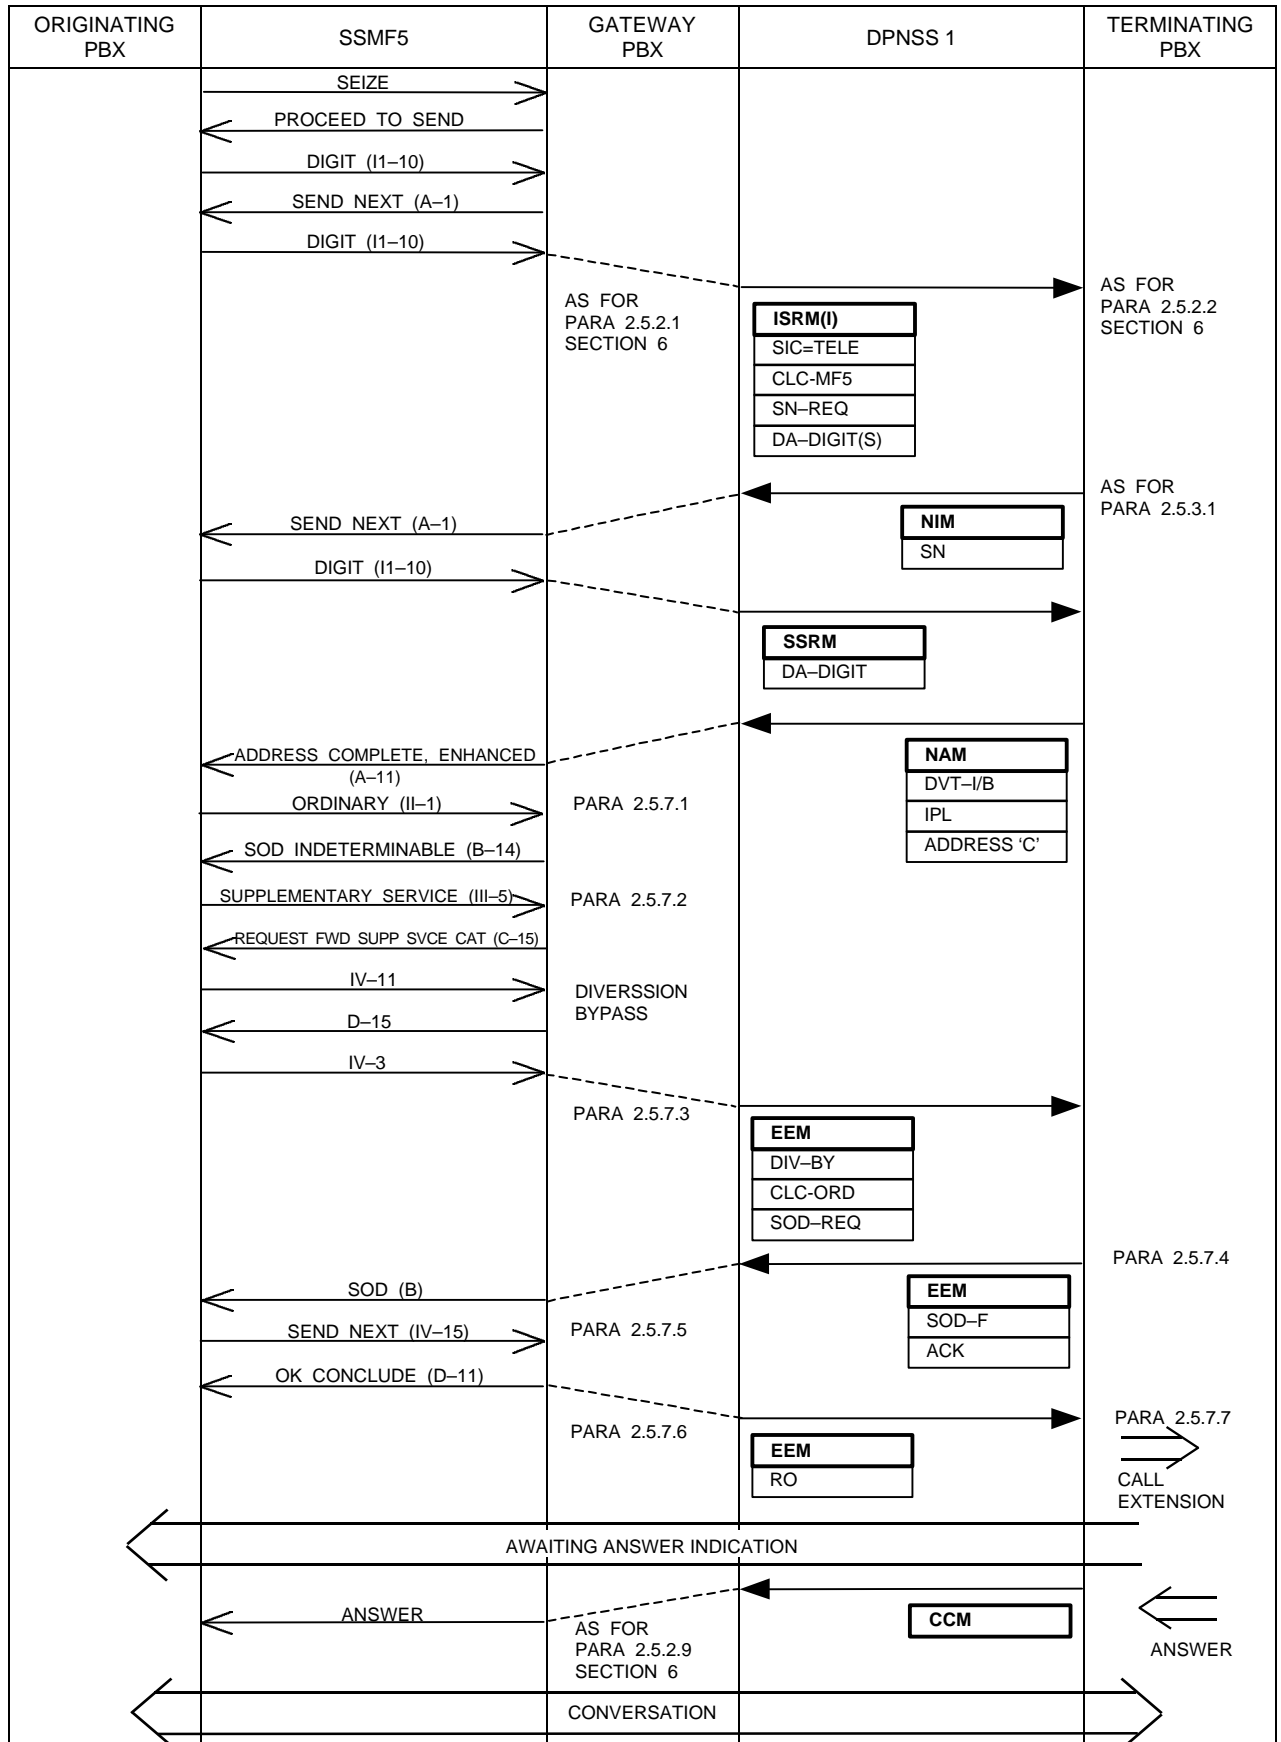 ORIGINATING
PBX
SSMF5
GATEWAY
PBX
DPNSS 1
TERMINATING
PBX
SEIZE
PROCEED TO SEND
DIGIT (I1–10)
SEND NEXT (A–1)
DIGIT (I1–10)
AS FOR
PARA 2.5.2.1
SECTION 6
ISRM(I)
SIC=TELE
CLC-MF5
SN–REQ
DA–DIGIT(S)
AS FOR
PARA 2.5.2.2
SECTION 6
AS FOR
PARA 2.5.3.1
SEND NEXT (A–1)
NIM
SN
DIGIT (I1–10)
SSRM
DA–DIGIT
ADDRESS COMPLETE, ENHANCED
(A–11)
NAM
DVT–I/B
IPL
ADDRESS ‘C’
ORDINARY (II–1)
PARA 2.5.7.1
SOD INDETERMINABLE (B–14)
SUPPLEMENTARY SERVICE (III–5)
PARA 2.5.7.2
REQUEST FWD SUPP SVCE CAT (C–15)
IV–11
DIVERSSION
BYPASS
D–15
IV–3
PARA 2.5.7.3
EEM
DIV–BY
CLC-ORD
SOD–REQ
PARA 2.5.7.4
SOD (B)
EEM
SOD–F
ACK
SEND NEXT (IV–15)
PARA 2.5.7.5
OK CONCLUDE (D–11)
PARA 2.5.7.6
EEM
RO
PARA 2.5.7.7
CALL
EXTENSION
AWAITING ANSWER INDICATION
ANSWER
AS FOR
PARA 2.5.2.9
SECTION 6
CCM
ANSWER
CONVERSATION